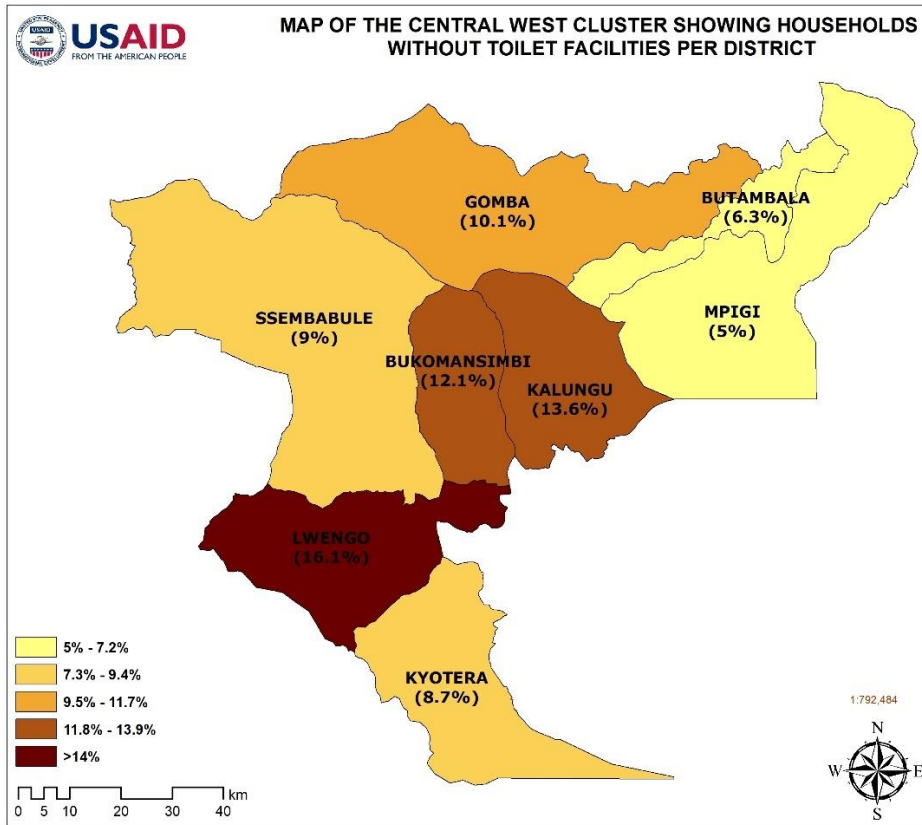 USAID
FROM THE AMERICAN PEOPLE
MAP OF THE CENTRAL WEST CLUSTER SHOWING HOUSEHOLDS
WITHOUT TOILET FACILITIES PER DISTRICT
GOMBA
(10.1%)
BUTAMBALA
(6.3%)
SSEMBABULE
(9%)
MPIGI
(5%)
BUKOMANSIMBI
(12.1%)
KALUNGU
(13.6%)
LWENGO
(16.1%)
KYOTERA
(8.7%)
5% - 7.2%
7.3% - 9.4%
9.5% - 11.7%
11.8% - 13.9%
>14%
km
0 5 10 20 30 40
1:792,484
N
W E
S